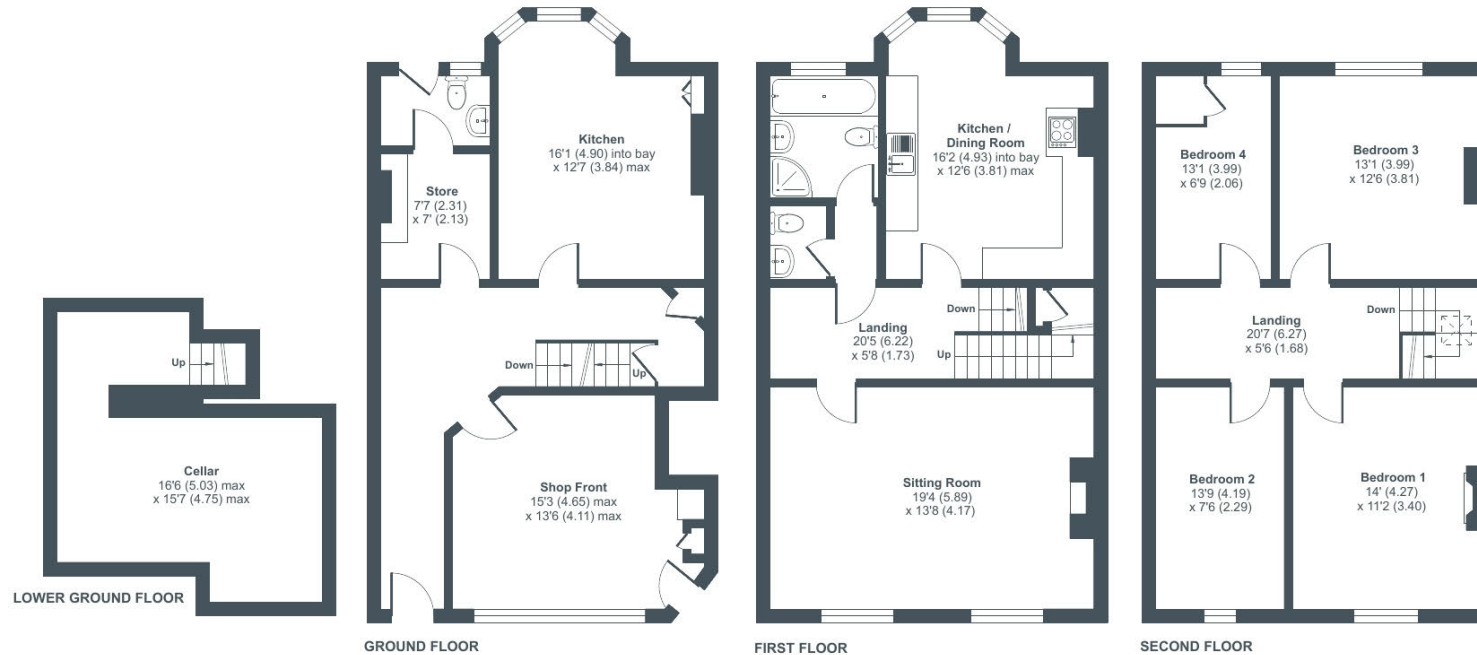 Up
Cellar
16'6 (5.03) max
x 15'7 (4.75) max
LOWER GROUND FLOOR
Kitchen
16'1 (4.90) into bay
x 12'7 (3.84) max
Store
7'7 (2.31)
x 7' (2.13)
Down
Up
Shop Front
15'3 (4.65) max
x 13'6 (4.11) max
GROUND FLOOR
Kitchen /
Dining Room
16'2 (4.93) into bay
x 12'6 (3.81) max
Down
Landing
20'5 (6.22)
x 5'8 (1.73)
Up
Sitting Room
19'4 (5.89)
x 13'8 (4.17)
FIRST FLOOR
Bedroom 4
13'1 (3.99)
x 6'9 (2.06)
Bedroom 3
13'1 (3.99)
x 12'6 (3.81)
Down
Landing
20'7 (6.27)
x 5'6 (1.68)
Bedroom 2
13'9 (4.19)
x 7'6 (2.29)
Bedroom 1
14' (4.27)
x 11'2 (3.40)
SECOND FLOOR